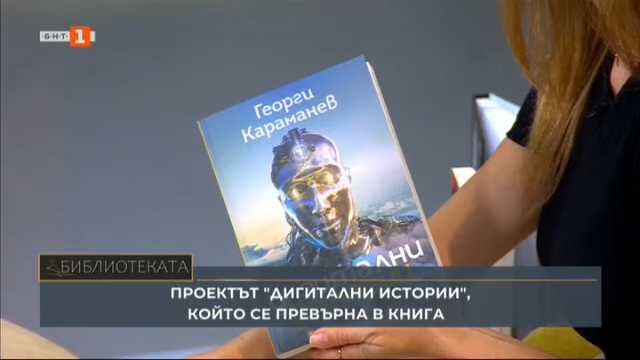 БНТ 1
Георги
Караманев
БИБЛИОТЕКАТА
ПРОЕКТЪТ "ДИГИТАЛНИ ИСТОРИИ",
КОЙТО СЕ ПРЕВЪРНА В КНИГА